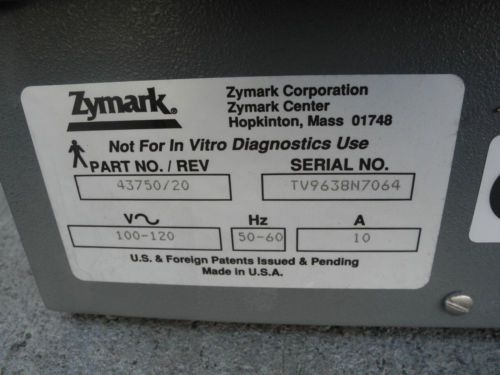 Zymark®
Zymark Corporation
Zymark Center
Hopkinton, Mass 01748
Not For In Vitro Diagnostics Use
PART NO. / REV
SERIAL NO.
43750/20
TV9638N7064
V~
Hz
A
100-120
50-60
10
U.S. & Foreign Patents Issued & Pending
Made in U.S.A.